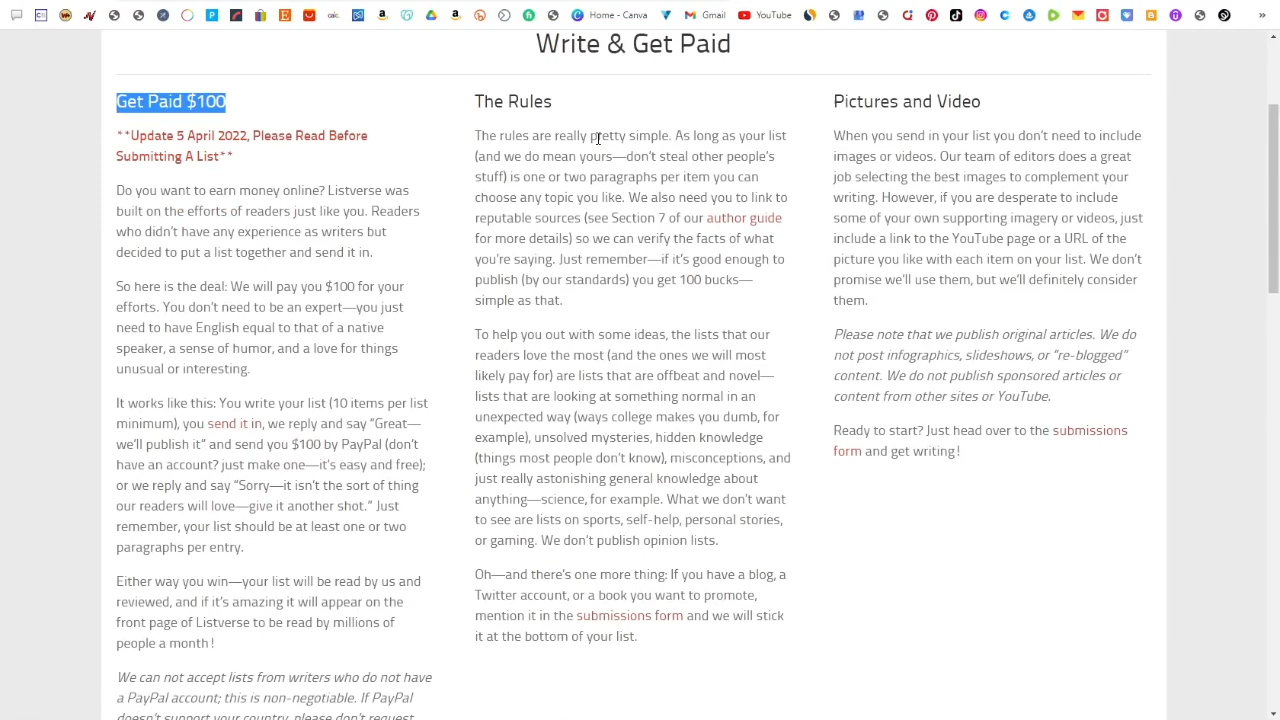 Home - Canva
Gmail
YouTube
Write & Get Paid
Get Paid $100
**Update 5 April 2022, Please Read Before
Submitting A List**
Do you want to earn money online? Listverse was
built on the efforts of readers just like you. Readers
who didn't have any experience as writers but
decided to put a list together and send it in.
So here is the deal: We will pay you $100 for your
efforts. You don't need to be an expert—you just
need to have English equal to that of a native
speaker, a sense of humor, and a love for things
unusual or interesting.
It works like this: You write your list (10 items per list
minimum), you send it in, we reply and say “Great—
we'll publish it” and send you $100 by PayPal (don't
have an account? just make one—it's easy and free);
or we reply and say “Sorry—it isn't the sort of thing
our readers will love—give it another shot.” Just
remember, your list should be at least one or two
paragraphs per entry.
Either way you win—your list will be read by us and
reviewed, and if it's amazing it will appear on the
front page of Listverse to be read by millions of
people a month!
We can not accept lists from writers who do not have
a PayPal account; this is non-negotiable. If PayPal
doesn't support your country, please don't request
The Rules
The rules are really pretty simple. As long as your list
(and we do mean yours—don't steal other people's
stuff) is one or two paragraphs per item you can
choose any topic you like. We also need you to link to
reputable sources (see Section 7 of our author guide
for more details) so we can verify the facts of what
you're saying. Just remember—if it's good enough to
publish (by our standards) you get 100 bucks—
simple as that.
To help you out with some ideas, the lists that our
readers love the most (and the ones we will most
likely pay for) are lists that are offbeat and novel—
lists that are looking at something normal in an
unexpected way (ways college makes you dumb, for
example), unsolved mysteries, hidden knowledge
(things most people don't know), misconceptions, and
just really astonishing general knowledge about
anything—science, for example. What we don't want
to see are lists on sports, self-help, personal stories,
or gaming. We don't publish opinion lists.
Oh—and there's one more thing: If you have a blog, a
Twitter account, or a book you want to promote,
mention it in the submissions form and we will stick
it at the bottom of your list.
Pictures and Video
When you send in your list you don't need to include
images or videos. Our team of editors does a great
job selecting the best images to complement your
writing. However, if you are desperate to include
some of your own supporting imagery or videos, just
include a link to the YouTube page or a URL of the
picture you like with each item on your list. We don't
promise we'll use them, but we'll definitely consider
them.
Please note that we publish original articles. We do
not post infographics, slideshows, or “re-blogged”
content. We do not publish sponsored articles or
content from other sites or YouTube.
Ready to start? Just head over to the submissions
form and get writing!